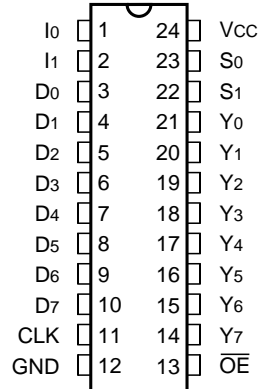 I0 1 24 VCC
I1 2 23 S0
D0 3 22 S1
D1 4 21 Y0
D2 5 20 Y1
D3 6 19 Y2
D4 7 18 Y3
D5 8 17 Y4
D6 9 16 Y5
D7 10 15 Y6
CLK 11 14 Y7
GND 12 13 O̅E̅